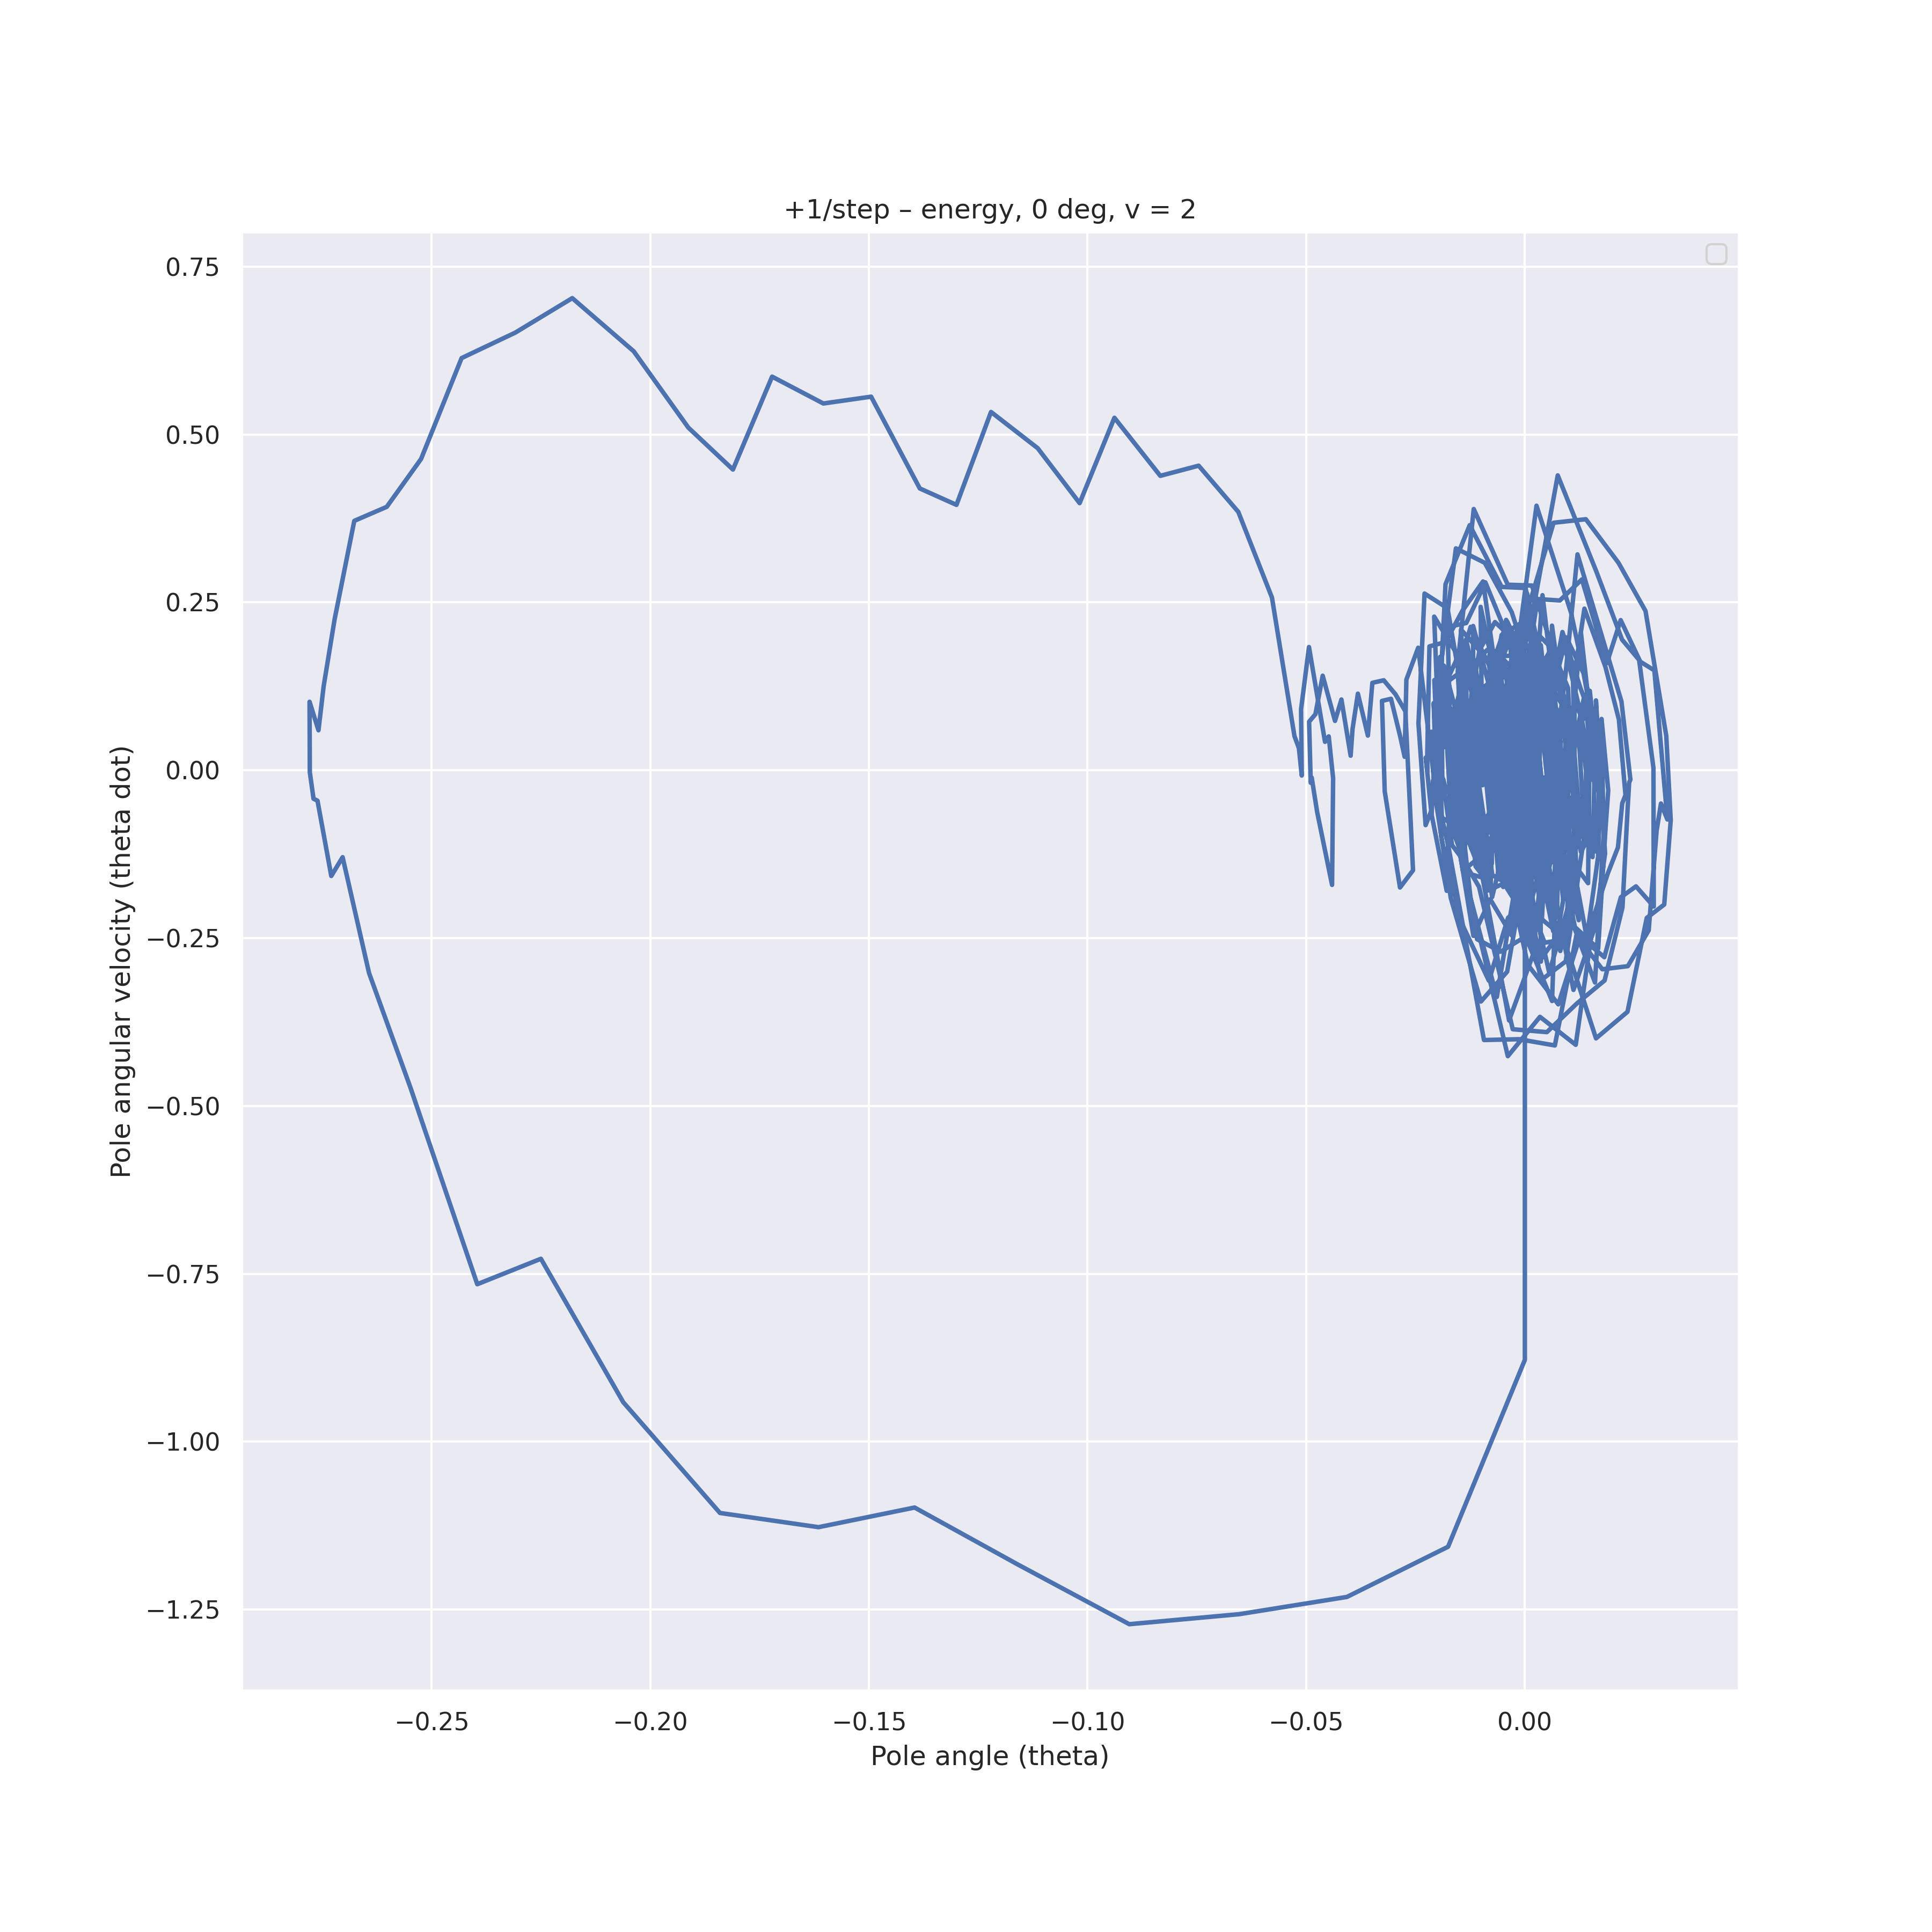 +1/step – energy, 0 deg, v = 2
0.75
0.50
0.25
0.00
−0.25
−0.50
−0.75
−1.00
−1.25
Pole angular velocity (theta dot)
−0.25 −0.20 −0.15 −0.10 −0.05 0.00
Pole angle (theta)